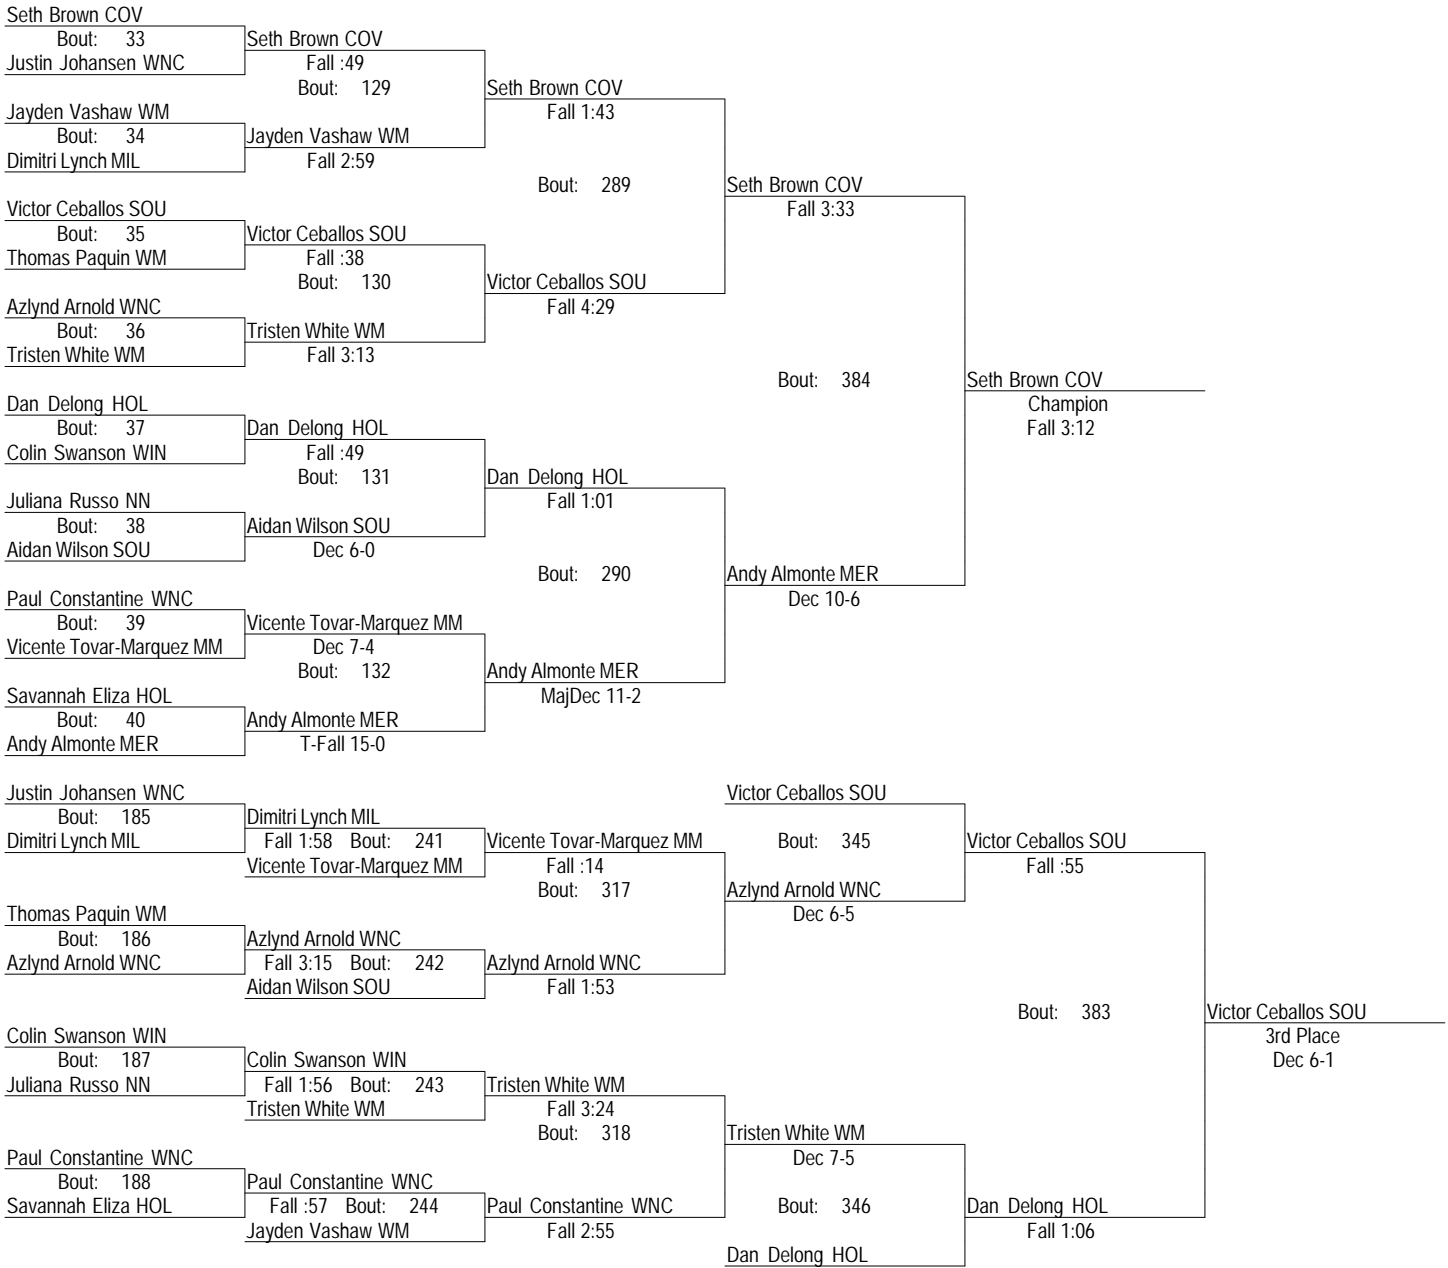 Seth Brown COV
Bout: 33
Seth Brown COV
Justin Johansen WNC
Fall :49
Bout: 129
Seth Brown COV
Jayden Vashaw WM
Fall 1:43
Bout: 34
Jayden Vashaw WM
Dimitri Lynch MIL
Fall 2:59
Bout: 289
Seth Brown COV
Victor Ceballos SOU
Fall 3:33
Bout: 35
Victor Ceballos SOU
Thomas Paquin WM
Fall :38
Bout: 130
Victor Ceballos SOU
Azlynd Arnold WNC
Fall 4:29
Bout: 36
Tristen White WM
Tristen White WM
Fall 3:13
Bout: 384
Seth Brown COV
Dan Delong HOL
Champion
Bout: 37
Dan Delong HOL
Fall 3:12
Colin Swanson WIN
Fall :49
Bout: 131
Dan Delong HOL
Juliana Russo NN
Fall 1:01
Bout: 38
Aidan Wilson SOU
Aidan Wilson SOU
Dec 6-0
Bout: 290
Andy Almonte MER
Paul Constantine WNC
Dec 10-6
Bout: 39
Vicente Tovar-Marquez MM
Vicente Tovar-Marquez MM
Dec 7-4
Bout: 132
Andy Almonte MER
Savannah Eliza HOL
MajDec 11-2
Bout: 40
Andy Almonte MER
Andy Almonte MER
T-Fall 15-0
Justin Johansen WNC
Victor Ceballos SOU
Bout: 185
Dimitri Lynch MIL
Dimitri Lynch MIL
Fall 1:58 Bout: 241
Vicente Tovar-Marquez MM
Bout: 345
Victor Ceballos SOU
Vicente Tovar-Marquez MM
Fall :14
Fall :55
Bout: 317
Azlynd Arnold WNC
Thomas Paquin WM
Dec 6-5
Bout: 186
Azlynd Arnold WNC
Azlynd Arnold WNC
Fall 3:15 Bout: 242
Azlynd Arnold WNC
Aidan Wilson SOU
Fall 1:53
Bout: 383
Victor Ceballos SOU
Colin Swanson WIN
3rd Place
Bout: 187
Colin Swanson WIN
Dec 6-1
Juliana Russo NN
Fall 1:56 Bout: 243
Tristen White WM
Tristen White WM
Fall 3:24
Bout: 318
Tristen White WM
Paul Constantine WNC
Dec 7-5
Bout: 188
Paul Constantine WNC
Savannah Eliza HOL
Fall :57 Bout: 244
Paul Constantine WNC
Bout: 346
Dan Delong HOL
Jayden Vashaw WM
Fall 2:55
Fall 1:06
Dan Delong HOL